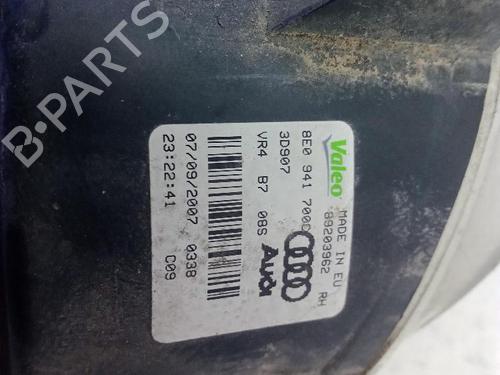 Valeo MADE IN EU
89203962 RH
8E0 941 700C
3D907
Audi
VR4 B7 08S
07/09/2007 0338
23:22:41 C09
B-PARTS